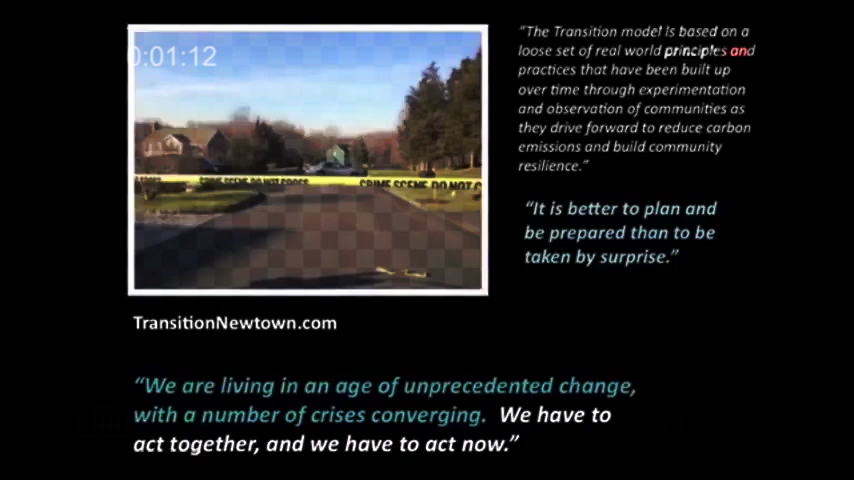 0:01:12
CRIME SCENE DO NOT CROSS
CRIME SCENE DO NOT C
TransitionNewtown.com
“The Transition model is based on a
loose set of real world principles and
practices that have been built up
over time through experimentation
and observation of communities as
they drive forward to reduce carbon
emissions and build community
resilience.”
“It is better to plan and
be prepared than to be
taken by surprise.”
“We are living in an age of unprecedented change,
with a number of crises converging. We have to
act together, and we have to act now.”